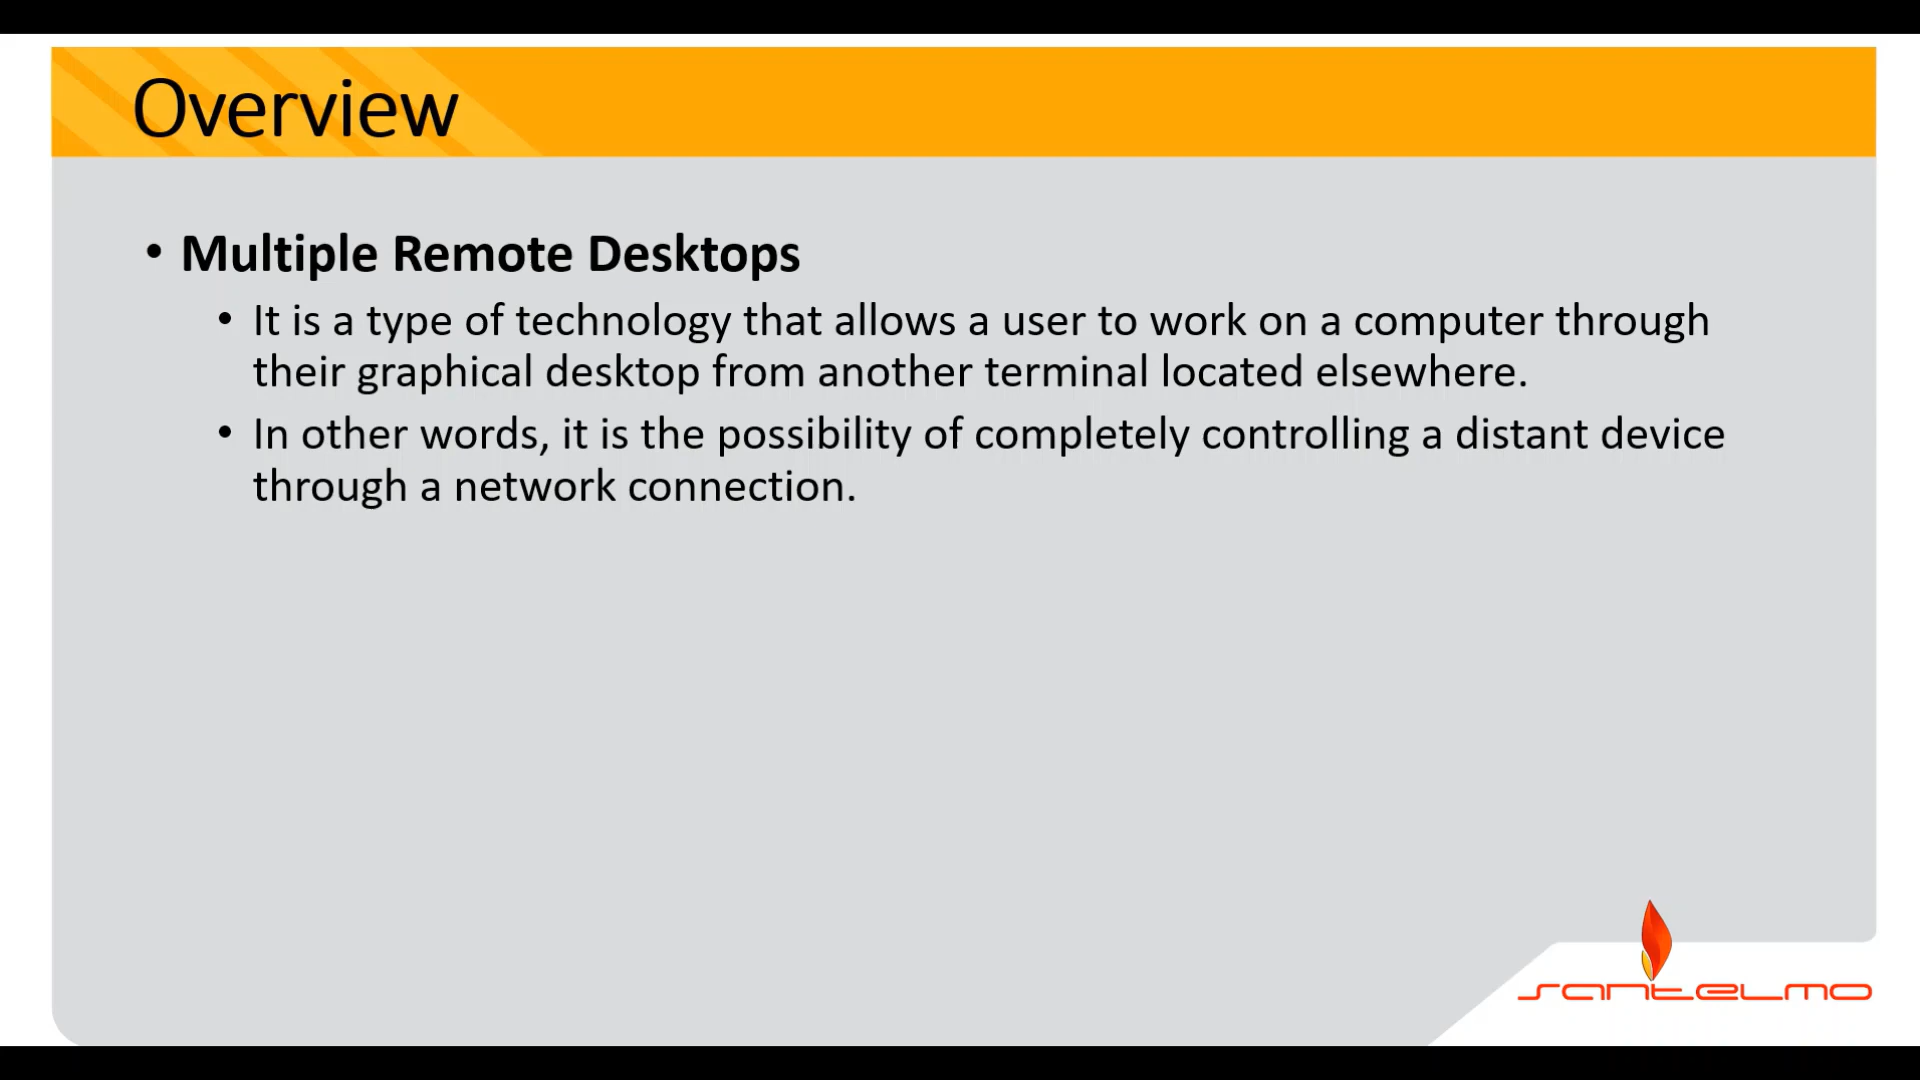 Overview
• Multiple Remote Desktops
• It is a type of technology that allows a user to work on a computer through
their graphical desktop from another terminal located elsewhere.
• In other words, it is the possibility of completely controlling a distant device
through a network connection.
santelmo